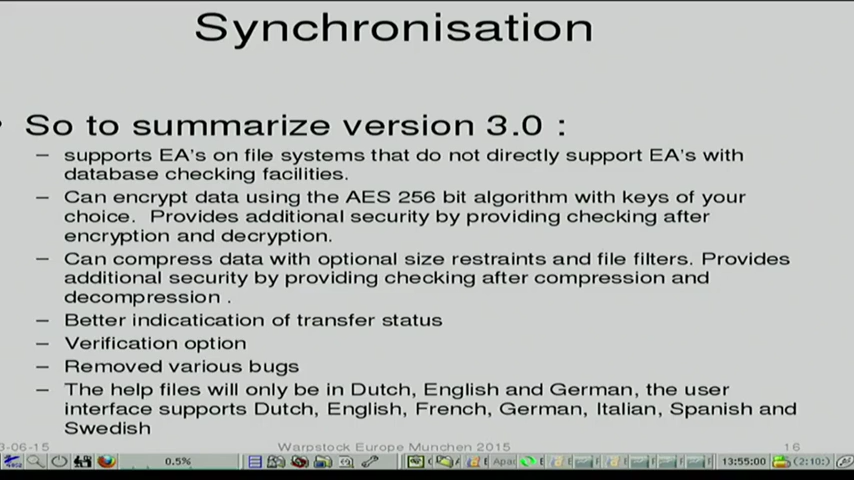 Synchronisation
• So to summarize version 3.0 :
– supports EA's on file systems that do not directly support EA's with
database checking facilities.
– Can encrypt data using the AES 256 bit algorithm with keys of your
choice. Provides additional security by providing checking after
encryption and decryption.
– Can compress data with optional size restraints and file filters. Provides
additional security by providing checking after compression and
decompression .
– Better indicatication of transfer status
– Verification option
– Removed various bugs
– The help files will only be in Dutch, English and German, the user
interface supports Dutch, English, French, German, Italian, Spanish and
Swedish
3-06-15 Warpstock Europe Munchen 2015 16
0.5% Apac 13:55:00 (2:10:)